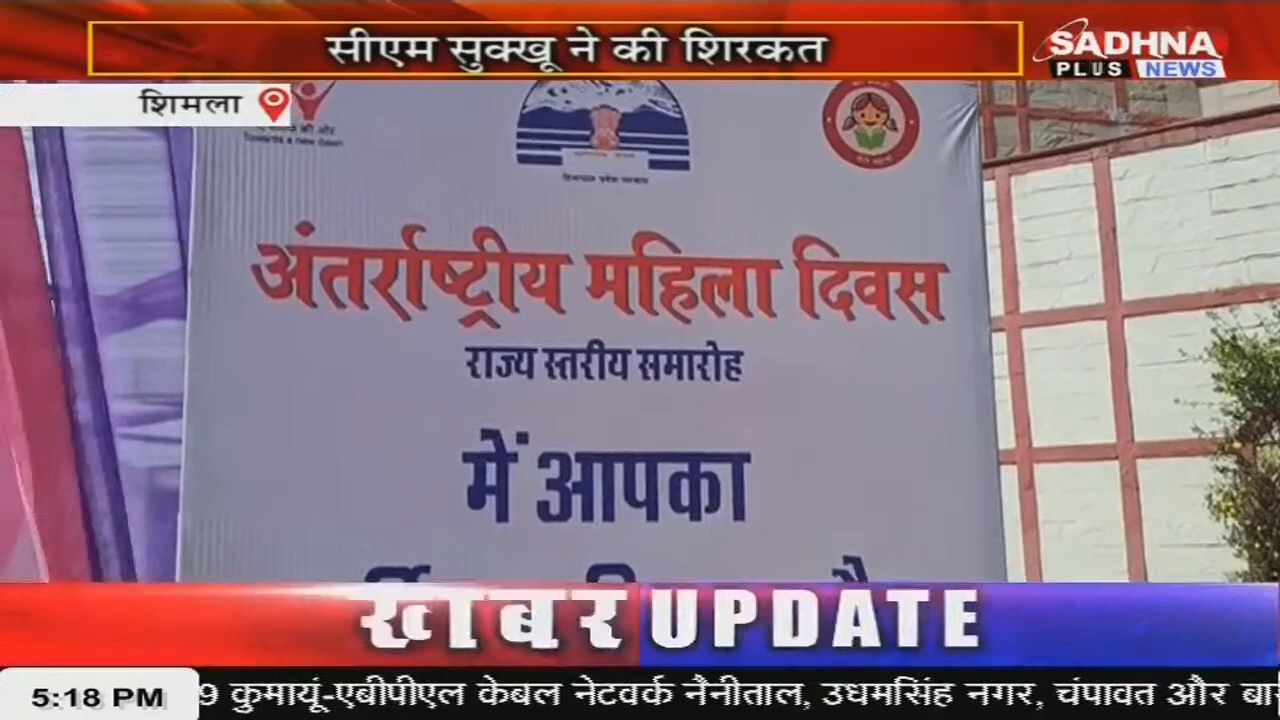 सीएम सुक्खू ने की शिरकत
SADHNA
PLUS NEWS
शिमला
अंतर्राष्ट्रीय महिला दिवस
राज्य स्तरीय समारोह
में आपका
खबर UPDATE
5:18 PM
9 कुमायूं-एबीपीएल केबल नेटवर्क नैनीताल, उधमसिंह नगर, चंपावत और